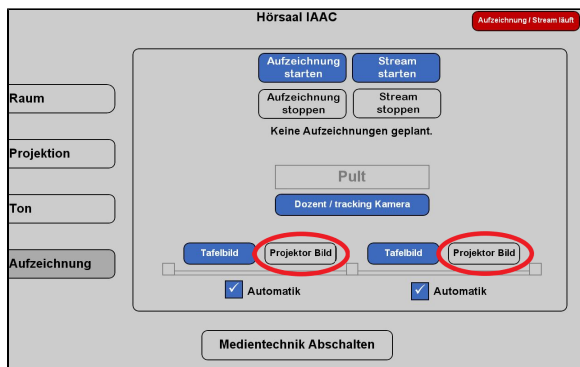 Hörsaal IAAC
Aufzeichnung / Stream läuft
Aufzeichnung
starten
Stream
starten
Raum
Aufzeichnung
stoppen
Stream
stoppen
Keine Aufzeichnungen geplant.
Projektion
Pult
Ton
Dozent / tracking Kamera
Tafelbild
Projektor Bild
Tafelbild
Projektor Bild
Aufzeichnung
Automatik
Automatik
Medientechnik Abschalten